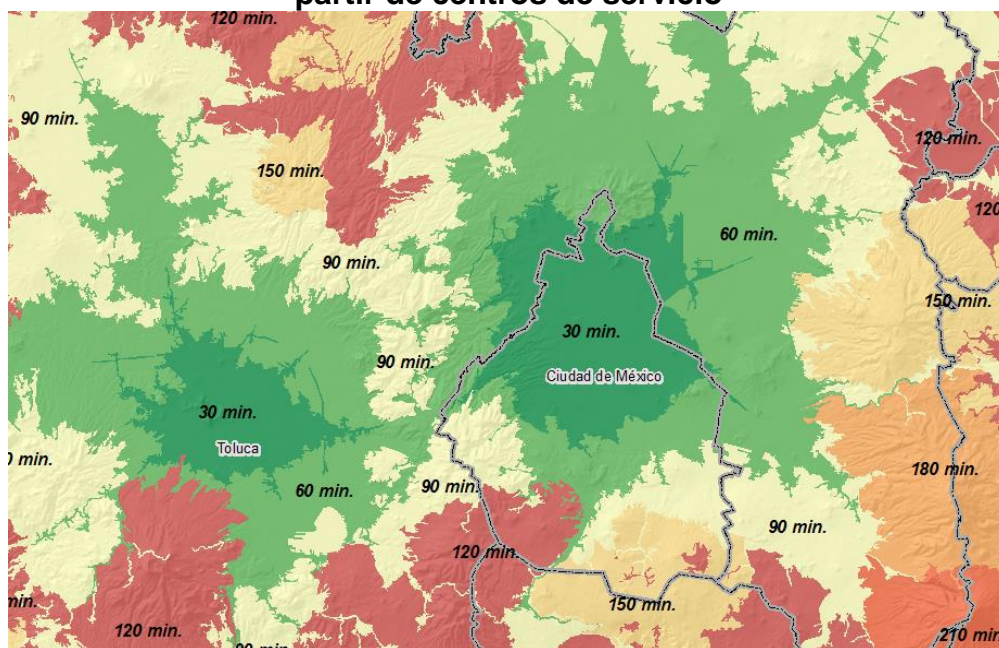 partir de centros de servicio
120 min.
90 min.
120 min.
150 min.
120
60 min.
90 min.
150 min.
30 min.
90 min.
Ciudad de México
30 min.
Toluca
180 min.
90 min.
60 min.
90 min.
120 min.
min.
150 min.
120 min.
210 min